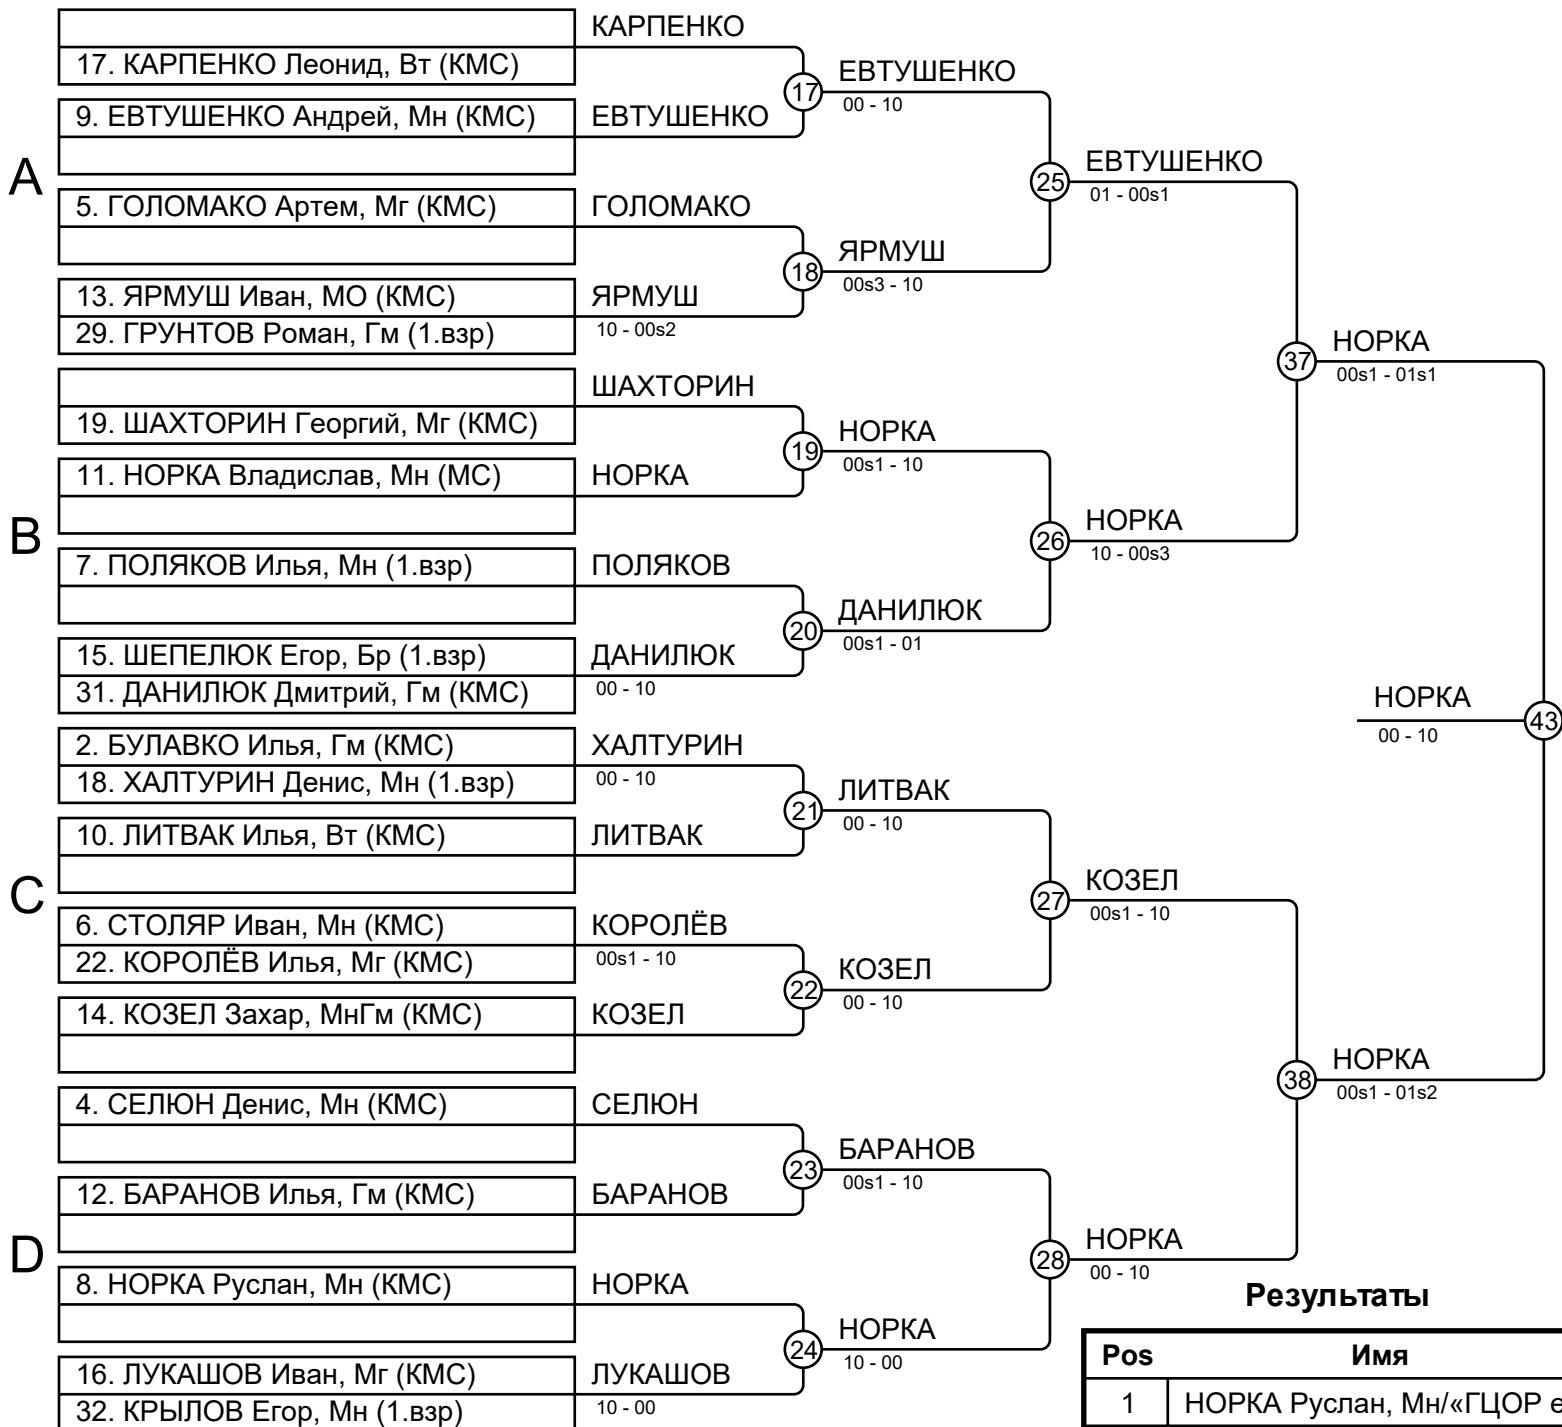 КАРПЕНКО
17. КАРПЕНКО Леонид, Вт (КМС)
17
ЕВТУШЕНКО
00 - 10
9. ЕВТУШЕНКО Андрей, Мн (КМС)
ЕВТУШЕНКО
A
25
ЕВТУШЕНКО
01 - 00s1
5. ГОЛОМАКО Артем, Мг (КМС)
ГОЛОМАКО
18
ЯРМУШ
00s3 - 10
13. ЯРМУШ Иван, МО (КМС)
ЯРМУШ
29. ГРУНТОВ Роман, Гм (1.взр)
10 - 00s2
37
НОРКА
00s1 - 01s1
ШАХТОРИН
19. ШАХТОРИН Георгий, Мг (КМС)
19
НОРКА
00s1 - 10
11. НОРКА Владислав, Мн (МС)
НОРКА
B
26
НОРКА
10 - 00s3
7. ПОЛЯКОВ Илья, Мн (1.взр)
ПОЛЯКОВ
20
ДАНИЛЮК
00s1 - 01
15. ШЕПЕЛЮК Егор, Бр (1.взр)
ДАНИЛЮК
31. ДАНИЛЮК Дмитрий, Гм (КМС)
00 - 10
НОРКА
43
00 - 10
2. БУЛАВКО Илья, Гм (КМС)
ХАЛТУРИН
18. ХАЛТУРИН Денис, Мн (1.взр)
00 - 10
21
ЛИТВАК
00 - 10
10. ЛИТВАК Илья, Вт (КМС)
ЛИТВАК
C
27
КОЗЕЛ
00s1 - 10
6. СТОЛЯР Иван, Мн (КМС)
КОРОЛЁВ
22. КОРОЛЁВ Илья, Мг (КМС)
00s1 - 10
22
КОЗЕЛ
00 - 10
14. КОЗЕЛ Захар, МнГм (КМС)
КОЗЕЛ
38
НОРКА
00s1 - 01s2
4. СЕЛЮН Денис, Мн (КМС)
СЕЛЮН
23
БАРАНОВ
00s1 - 10
12. БАРАНОВ Илья, Гм (КМС)
БАРАНОВ
D
28
НОРКА
00 - 10
8. НОРКА Руслан, Мн (КМС)
НОРКА
24
НОРКА
10 - 00
16. ЛУКАШОВ Иван, Мг (КМС)
ЛУКАШОВ
32. КРЫЛОВ Егор, Мн (1.взр)
10 - 00
Результаты
Pos Имя
1 НОРКА Руслан, Мн/«ГЦОР е